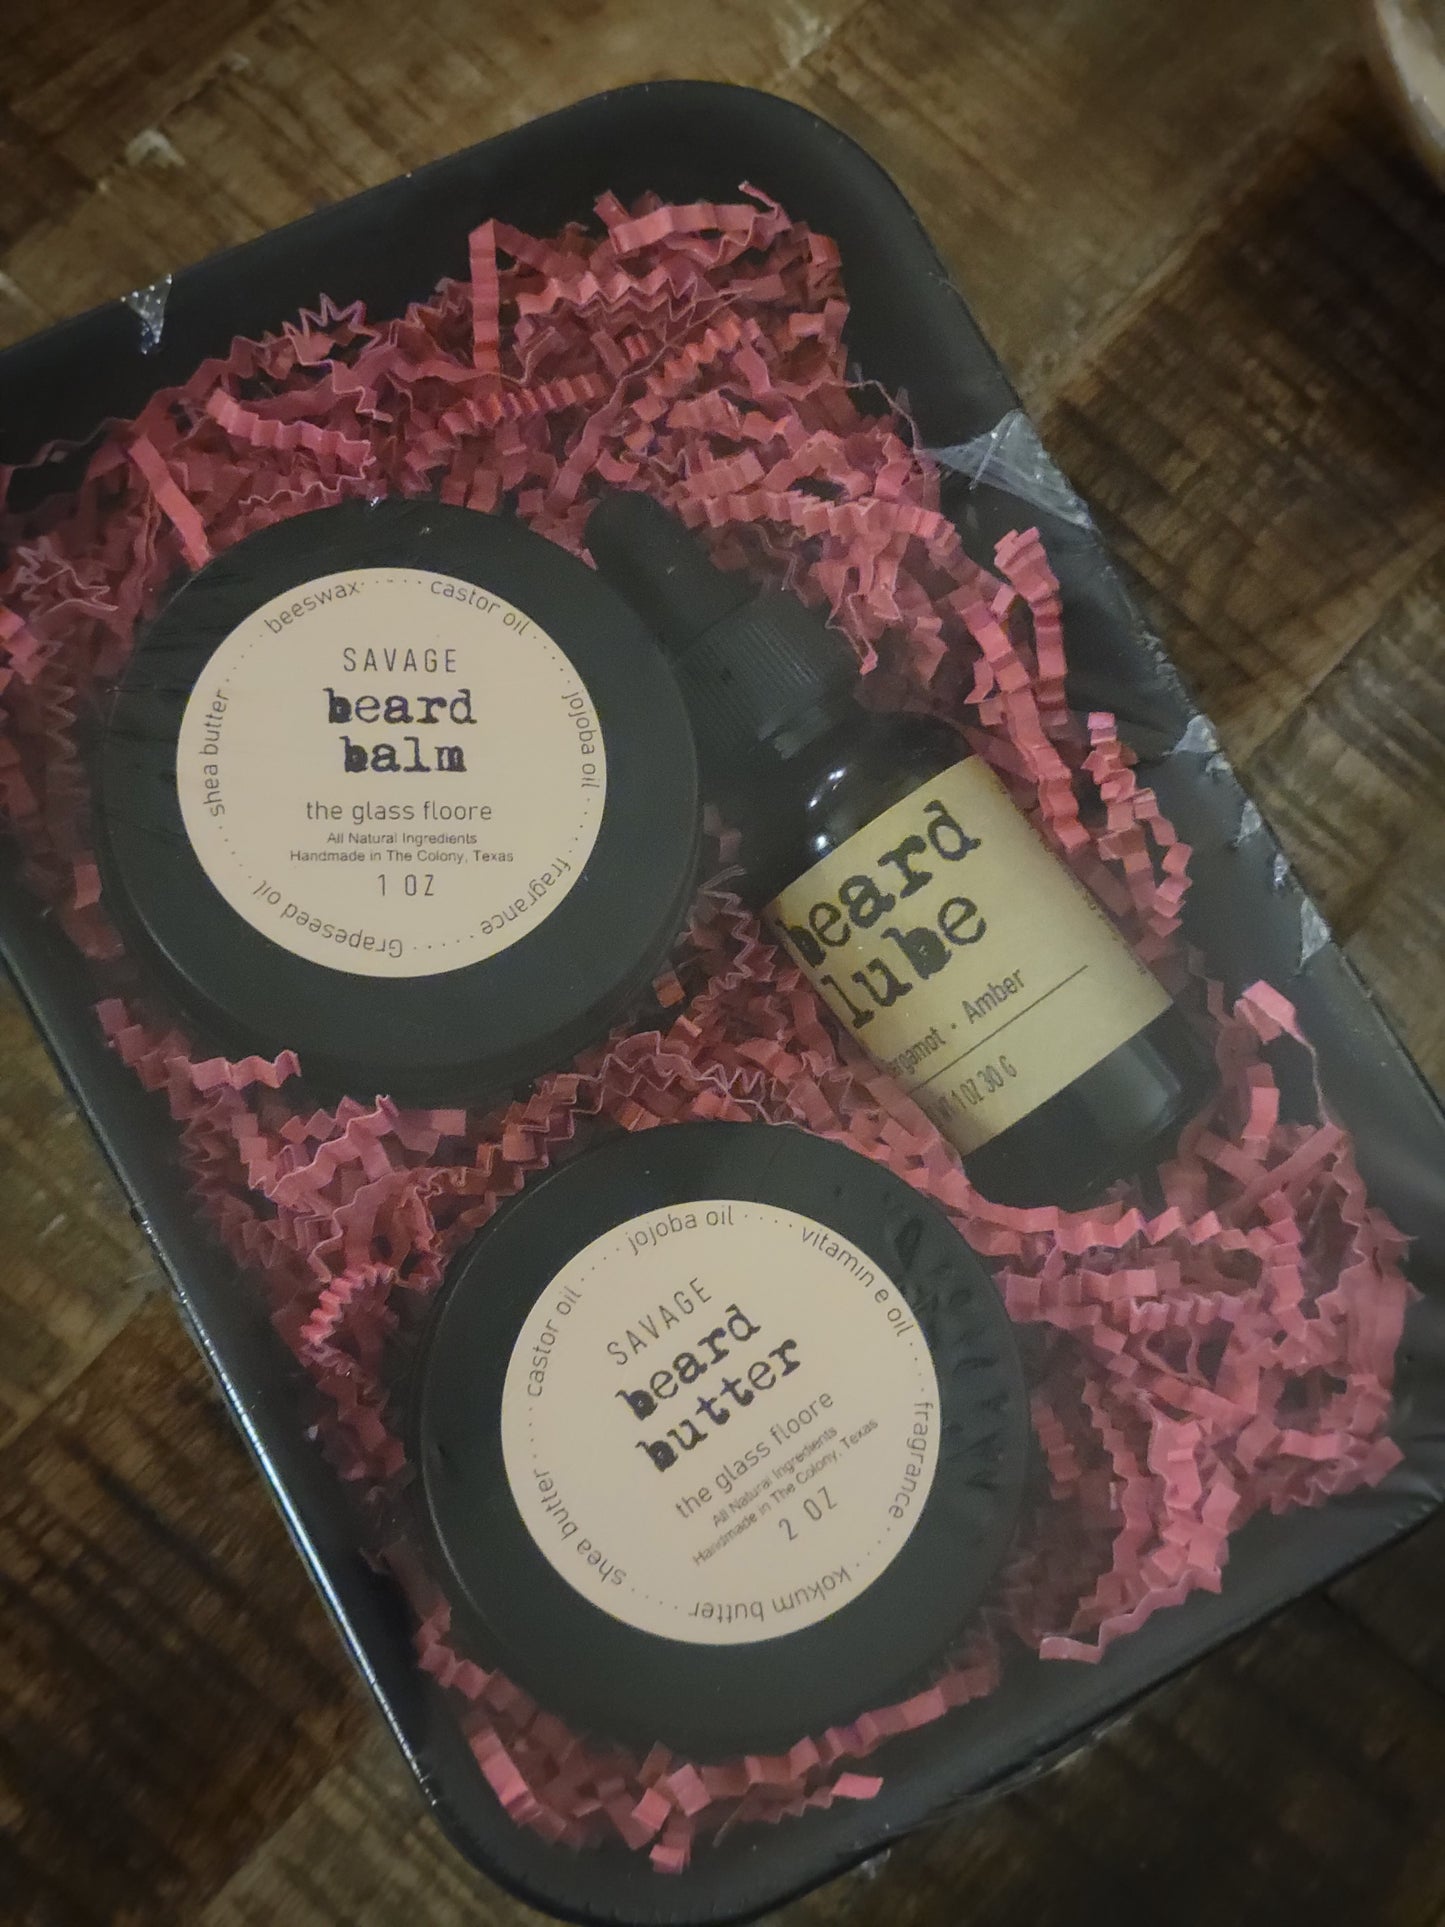 beeswax
castor oil
jojoba oil
fragrance
Grapeseed oil
shea butter
SAVAGE
beard
balm
the glass floore
All Natural Ingredients
Handmade in The Colony, Texas
1 OZ
beard
lube
· Amber
1 OZ 30 G
jojoba oil
vitamin e oil
fragrance
kokum butter
shea butter
castor oil
SAVAGE
beard
butter
the glass floore
All Natural Ingredients
Handmade in The Colony, Texas
2 OZ